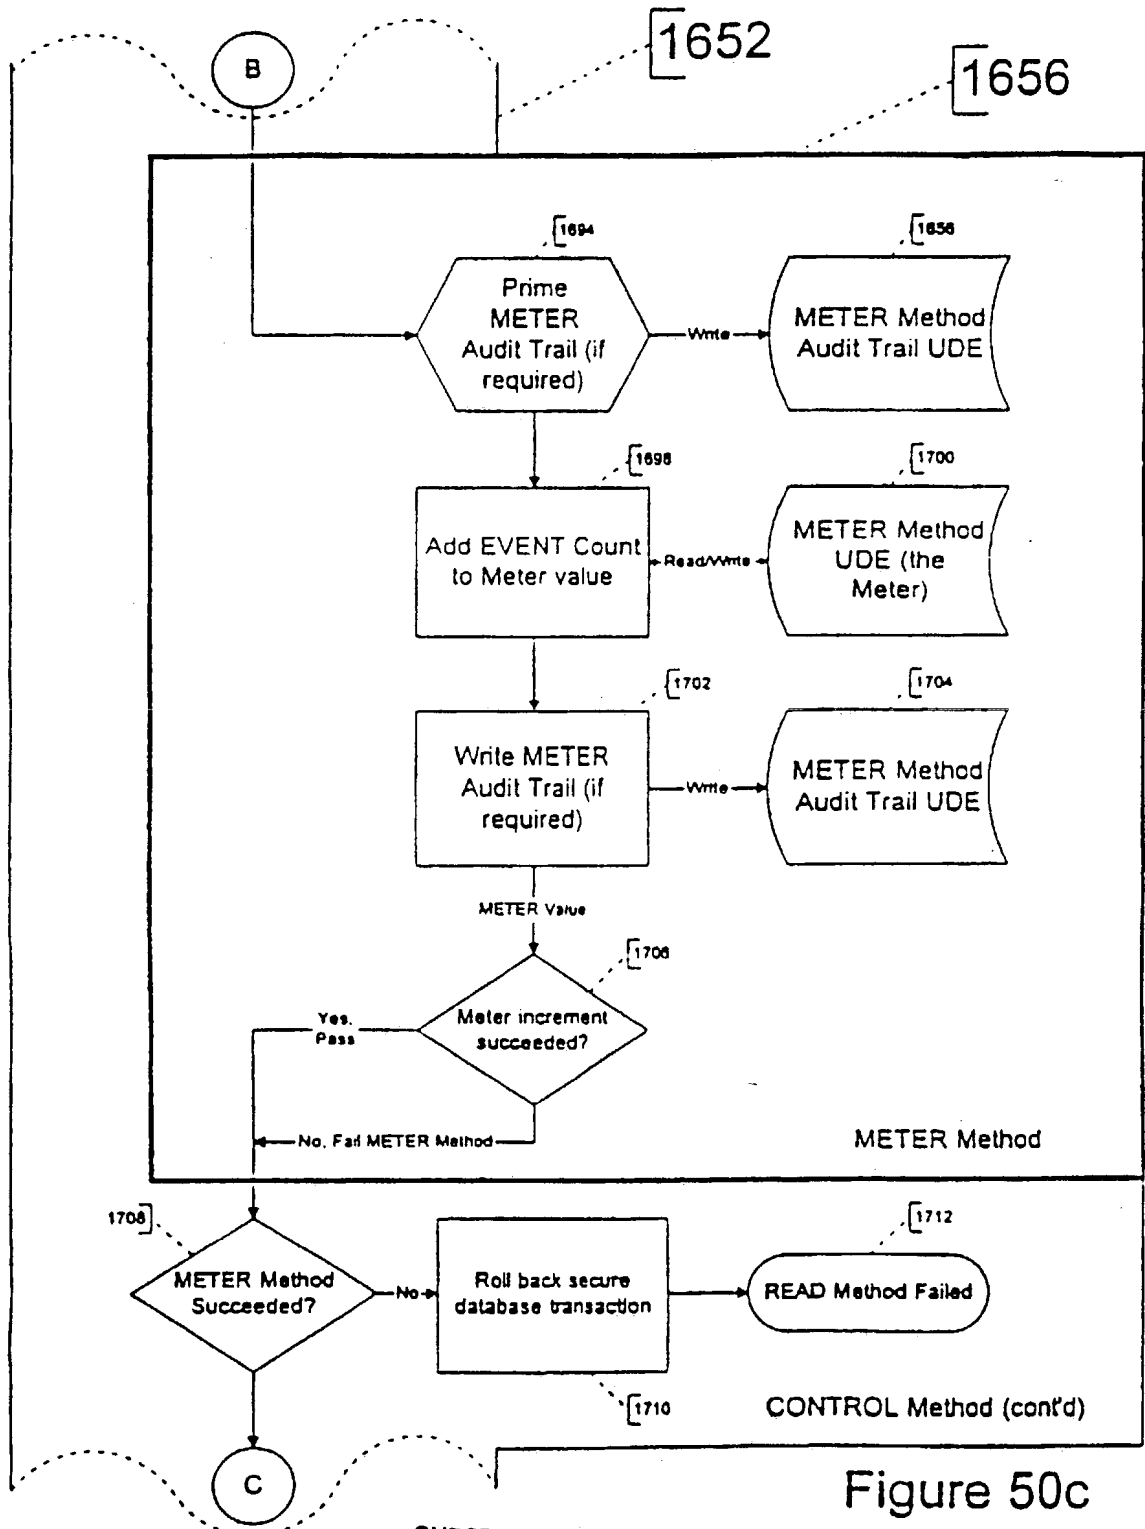 1652
B
1656
1694
1656
Prime
METER
Audit Trail (if
required)
Write
METER Method
Audit Trail UDE
1698
1700
Add EVENT Count
to Meter value
Read/Write
METER Method
UDE (the
Meter)
1702
1704
Write METER
Audit Trail (if
required)
Write
METER Method
Audit Trail UDE
METER Value
1706
Meter increment
succeeded?
Yes,
Pass
No, Fail METER Method
METER Method
1708
1712
METER Method
Succeeded?
No
Roll back secure
database transaction
READ Method Failed
1710
CONTROL Method (cont'd)
C
Figure 50c